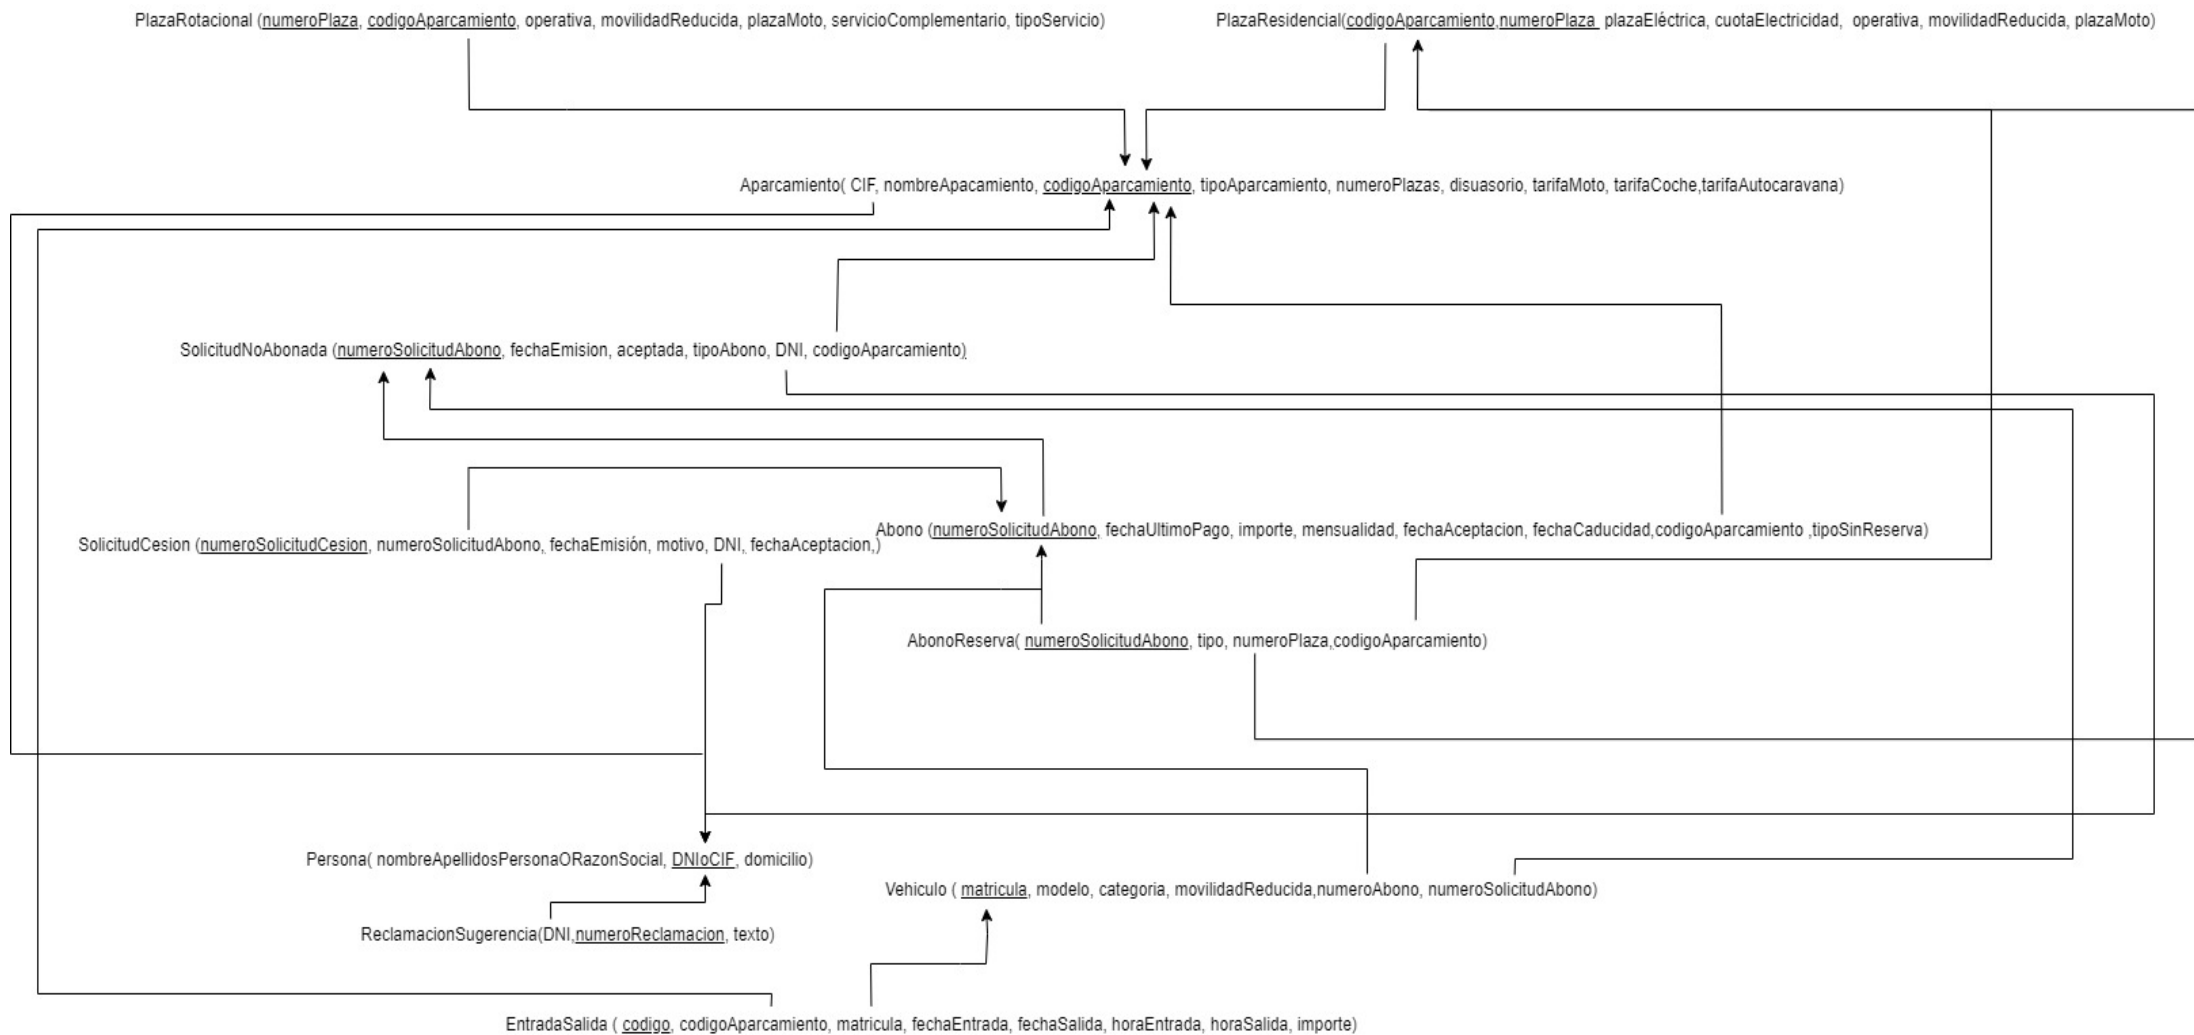 PlazaRotacional (numeroPlaza, codigoAparcamiento, operativa, movilidadReducida, plazaMoto, servicioComplementario, tipoServicio)
PlazaResidencial(codigoAparcamiento,numeroPlaza plazaEléctrica, cuotaElectricidad, operativa, movilidadReducida, plazaMoto)
Aparcamiento( CIF, nombreApacamiento, codigoAparcamiento, tipoAparcamiento, numeroPlazas, disuasorio, tarifaMoto, tarifaCoche,tarifaAutocaravana)
SolicitudNoAbonada (numeroSolicitudAbono, fechaEmision, aceptada, tipoAbono, DNI, codigoAparcamiento)
Abono (numeroSolicitudAbono, fechaUltimoPago, importe, mensualidad, fechaAceptacion, fechaCaducidad,codigoAparcamiento ,tipoSinReserva)
SolicitudCesion (numeroSolicitudCesion, numeroSolicitudAbono, fechaEmisión, motivo, DNI, fechaAceptacion,)
AbonoReserva( numeroSolicitudAbono, tipo, numeroPlaza,codigoAparcamiento)
Persona( nombreApellidosPersonaORazonSocial, DNIoCIF, domicilio)
Vehiculo ( matricula, modelo, categoria, movilidadReducida,numeroAbono, numeroSolicitudAbono)
ReclamacionSugerencia(DNI,numeroReclamacion, texto)
EntradaSalida ( codigo, codigoAparcamiento, matricula, fechaEntrada, fechaSalida, horaEntrada, horaSalida, importe)